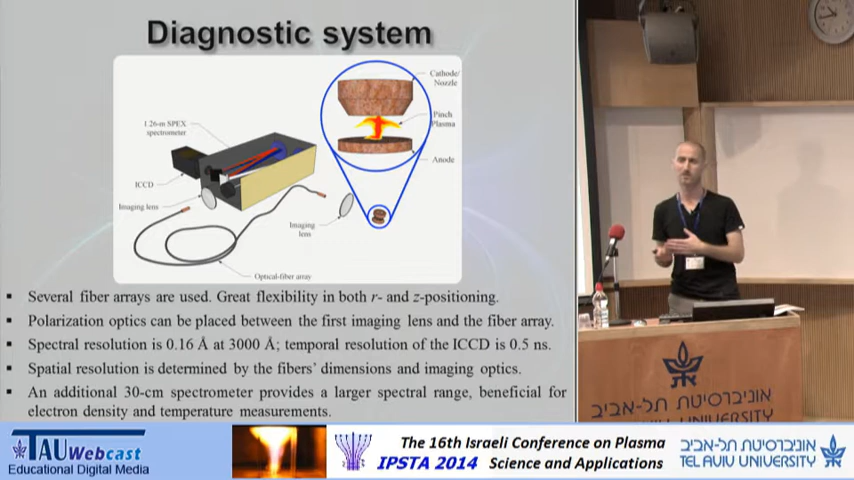 Diagnostic system
Cathode/
Nozzle
1.26-m SPEX
spectrometer
Pinch
Plasma
Anode
ICCD
Imaging lens
Imaging
lens
Optical-fiber array
▪ Several fiber arrays are used. Great flexibility in both r- and z-positioning.
▪ Polarization optics can be placed between the first imaging lens and the fiber array.
▪ Spectral resolution is 0.16 Å at 3000 Å; temporal resolution of the ICCD is 0.5 ns.
▪ Spatial resolution is determined by the fibers' dimensions and imaging optics.
▪ An additional 30-cm spectrometer provides a larger spectral range, beneficial for
electron density and temperature measurements.
אוניברסיטת תל-אביב
TEL AVIV UNIVERSITY
TAU Webcast
Educational Digital Media
The 16th Israeli Conference on Plasma
IPSTA 2014 Science and Applications
אוניברסיטת תל-אביב
TEL AVIV UNIVERSITY